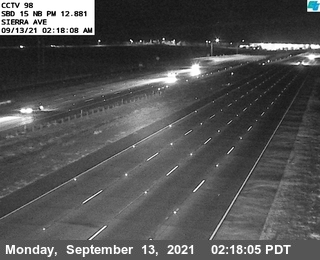 CCTV 98
SBD 15 NB PM 12.881
SIERRA AVE
09/13/21 02:18:08 AM
Monday, September 13, 2021 02:18:05 PDT